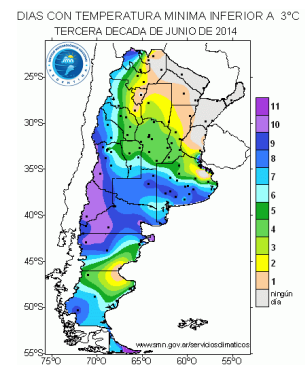 DIAS CON TEMPERATURA MINIMA INFERIOR A 3ºC
TERCERA DECADA DE JUNIO DE 2014
25ºS
30ºS
35ºS
40ºS
45ºS
50ºS
55ºS
75ºO
70ºO
65ºO
60ºO
55ºO
11
10
9
8
7
6
5
4
3
2
1
ningún
día
www.smn.gov.ar/serviciosclimaticos